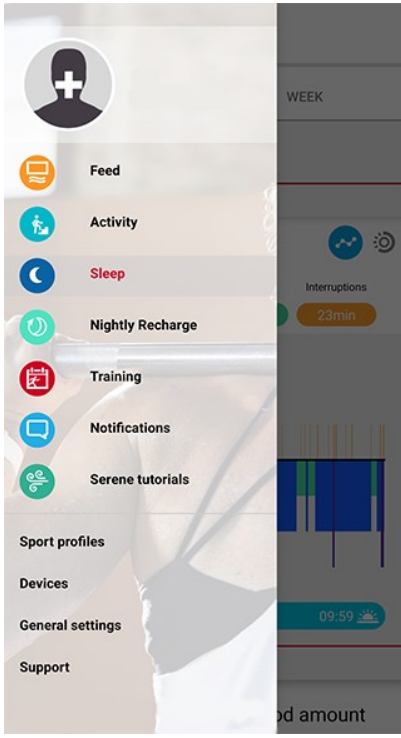 Feed
Activity
Sleep
Nightly Recharge
Training
Notifications
Serene tutorials
Sport profiles
Devices
General settings
Support
WEEK
Interruptions
23min
09:59
amount